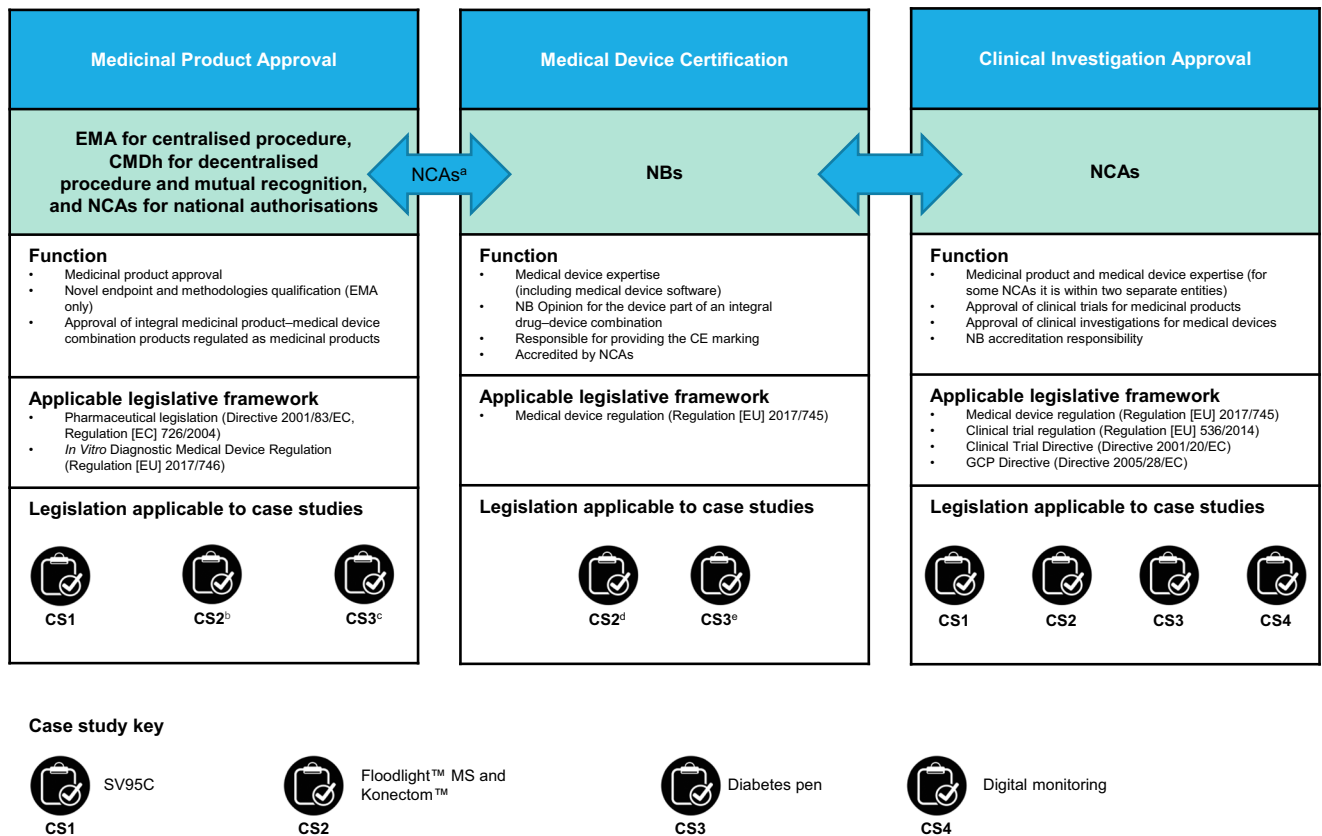 Medicinal Product Approval
EMA for centralised procedure,
CMDh for decentralised
procedure and mutual recognition,
and NCAs for national authorisations
Function
• Medicinal product approval
• Novel endpoint and methodologies qualification (EMA
only)
• Approval of integral medicinal product–medical device
combination products regulated as medicinal products
Applicable legislative framework
• Pharmaceutical legislation (Directive 2001/83/EC,
Regulation [EC] 726/2004)
• In Vitro Diagnostic Medical Device Regulation
(Regulation [EU] 2017/746)
Legislation applicable to case studies
CS1
CS2b
CS3c
NCAsa
Medical Device Certification
NBs
Function
• Medical device expertise
(including medical device software)
• NB Opinion for the device part of an integral
drug–device combination
• Responsible for providing the CE marking
• Accredited by NCAs
Applicable legislative framework
• Medical device regulation (Regulation [EU] 2017/745)
Legislation applicable to case studies
CS2d
CS3e
Clinical Investigation Approval
NCAs
Function
• Medicinal product and medical device expertise (for
some NCAs it is within two separate entities)
• Approval of clinical trials for medicinal products
• Approval of clinical investigations for medical devices
• NB accreditation responsibility
Applicable legislative framework
• Medical device regulation (Regulation [EU] 2017/745)
• Clinical trial regulation (Regulation [EU] 536/2014)
• Clinical Trial Directive (Directive 2001/20/EC)
• GCP Directive (Directive 2005/28/EC)
Legislation applicable to case studies
CS1
CS2
CS3
CS4
Case study key
SV95C
CS1
Floodlight™ MS and
Konectom™
CS2
Diabetes pen
CS3
Digital monitoring
CS4